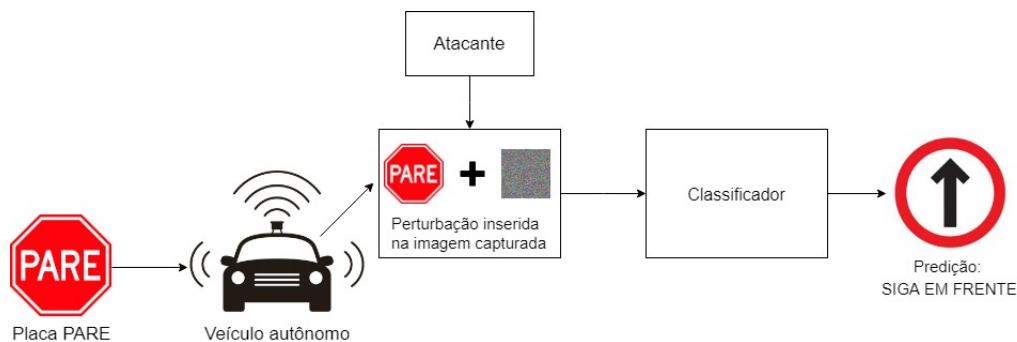 Atacante
PARE
Perturbação inserida
na imagem capturada
Classificador
PARE
Placa PARE
Veículo autônomo
Predição:
SIGA EM FRENTE